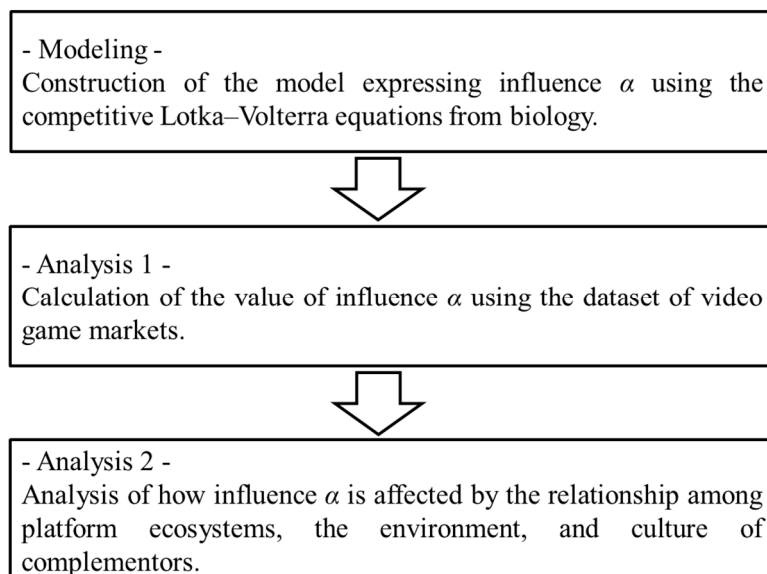 - Modeling -
Construction of the model expressing influence α using the
competitive Lotka–Volterra equations from biology.
- Analysis 1 -
Calculation of the value of influence α using the dataset of video
game markets.
- Analysis 2 -
Analysis of how influence α is affected by the relationship among
platform ecosystems, the environment, and culture of
complementors.